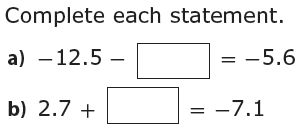 Complete each statement.
a) −12.5 − = −5.6
b) 2.7 + = −7.1